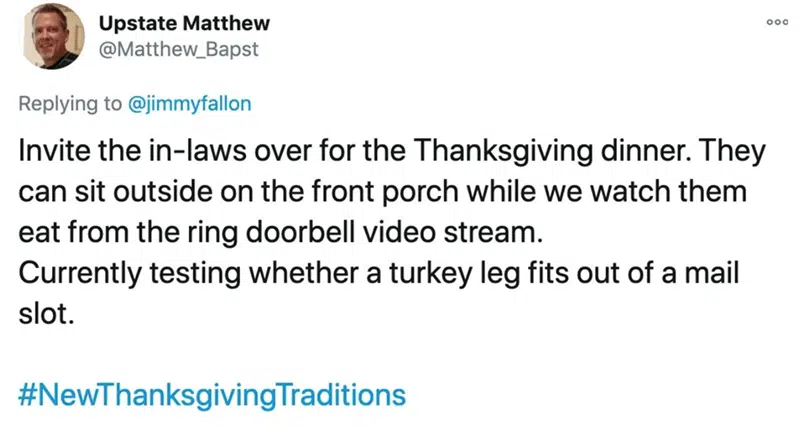 Upstate Matthew
@Matthew_Bapst
Replying to @jimmyfallon
Invite the in-laws over for the Thanksgiving dinner. They
can sit outside on the front porch while we watch them
eat from the ring doorbell video stream.
Currently testing whether a turkey leg fits out of a mail
slot.
#NewThanksgivingTraditions